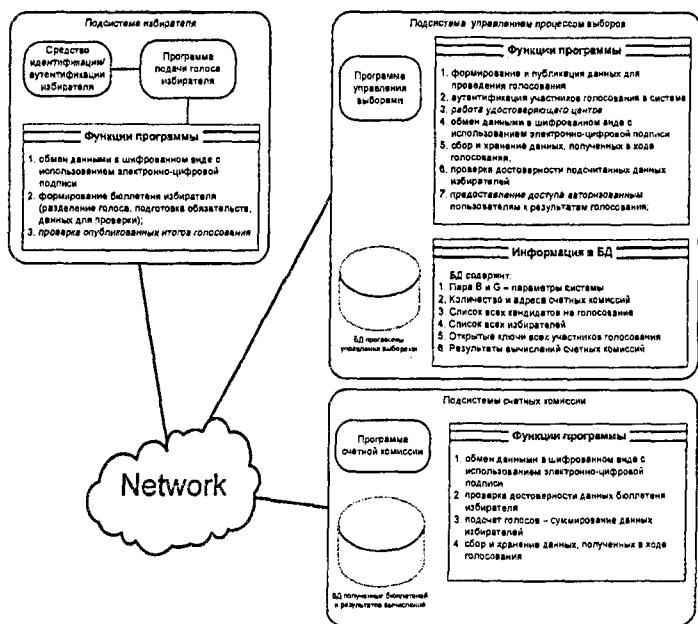 Подсистема избирателя
Средство
идентификации/
аутентификации
избирателя
Программа
подачи голоса
избирателя
Функции программы
1. обмен данными в шифрованном виде с
использованием электронно-цифровой
подписи
2. формирование бюллетеня избирателя
(разделение голоса, подготовка обязательств,
данных для проверки);
3. проверка опубликованных итогов голосования
Подсистема управлением процессом выборов
Программа
управления
выборами
Функции программы
1. формирование и публикация данных для
проведения голосования
2. аутентификация участников голосования в системе
3. работа удостоверяющего центра
4. обмен данными в шифрованном виде с
использованием электронно-цифровой подписи
5. сбор и хранение данных, полученных в ходе
голосования,
6. проверка достоверности подсчитанных данных
избирателей
7. предоставление доступа авторизованным
пользователям к результатам голосования;
БД программы
управления выборами
Информация в БД
БД содержит:
1. Пара B и G – параметры системы
2. Количество и адреса счетных комиссий
3. Список всех кандидатов на голосование
4. Список всех избирателей
5. Открытые ключи всех участников голосования
6. Результаты вычислений счетных комиссий
Network
Подсистемы счетных комиссии
Программа
счетной комиссии
Функции программы
1. обмен данными в шифрованном виде с
использованием электронно-цифровой
подписи
2. проверка достоверности данных бюллетеня
избирателя
3. подсчет голосов – суммирование данных
избирателей
4. сбор и хранение данных, полученных в ходе
голосования
БД полученных бюллетеней
и результатов вычислений